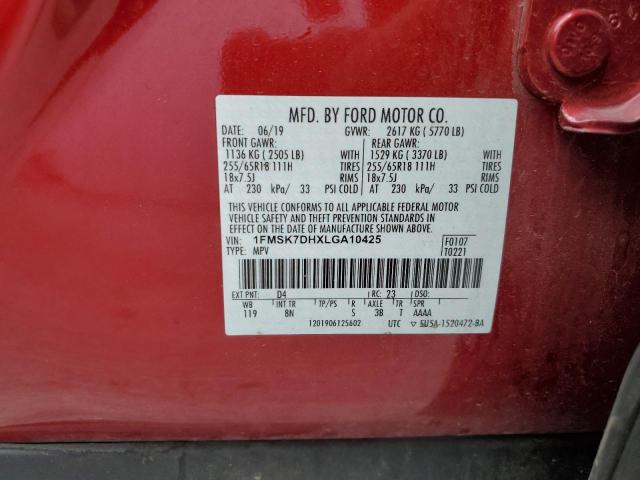 MFD. BY FORD MOTOR CO.
DATE: 06/19 GVWR: 2617 KG ( 5770 LB)
FRONT GAWR: REAR GAWR:
1136 KG ( 2505 LB) WITH 1529 KG ( 3370 LB) WITH
255/65R18 111H TIRES 255/65R18 111H TIRES
18x7.5J RIMS 18x7.5J RIMS
AT 230 kPa/ 33 PSI COLD AT 230 kPa/ 33 PSI COLD
THIS VEHICLE CONFORMS TO ALL APPLICABLE FEDERAL MOTOR
VEHICLE SAFETY AND THEFT PREVENTION STANDARDS IN
EFFECT ON THE DATE OF MANUFACTURE SHOWN ABOVE.
VIN: 1FMSK7DHXLGA10425 F0107
TYPE: MPV T0221
EXT PNT: D4 RC: 23 DSO:
WB INT TR TP/PS R AXLE TR SPR
119 8N S 3B T AAAA
1201906125602 UTC ▽ 5U5A-1520472-BA